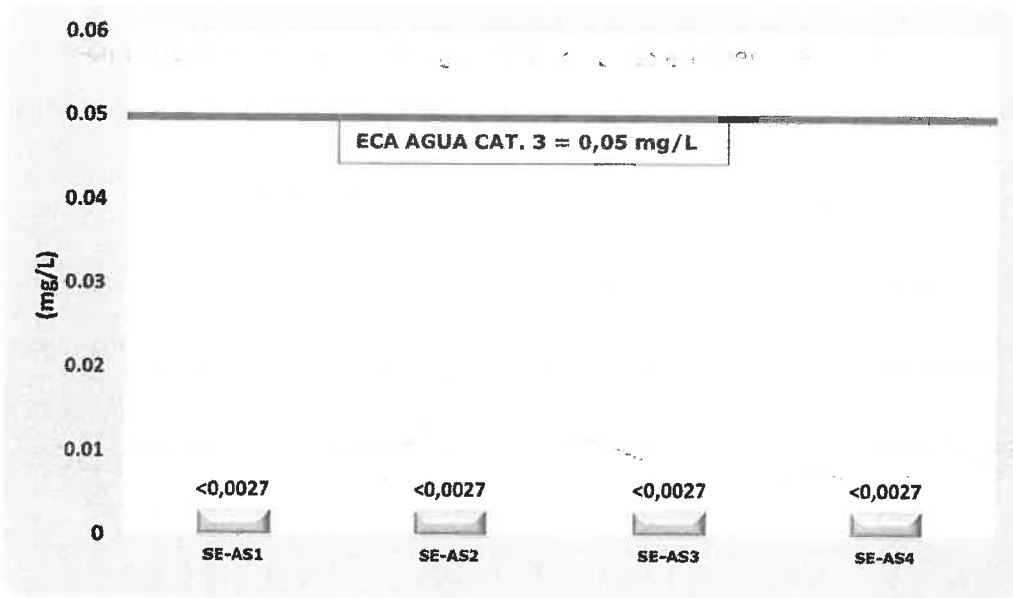 0.06
0.05
ECA AGUA CAT. 3 = 0,05 mg/L
0.04
(mg/L)
0.03
0.02
0.01
<0,0027 <0,0027 <0,0027 <0,0027
0
SE-AS1 SE-AS2 SE-AS3 SE-AS4